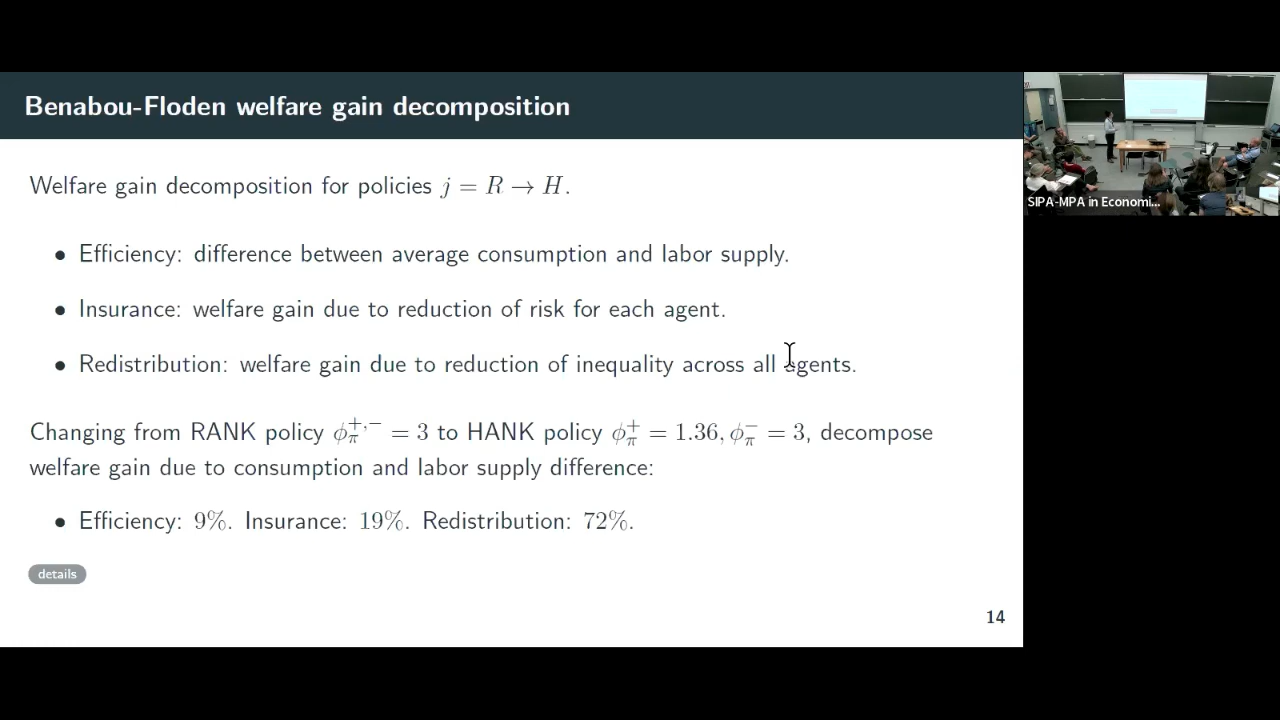 Benabou-Floden welfare gain decomposition
Welfare gain decomposition for policies j = R → H.
• Efficiency: difference between average consumption and labor supply.
• Insurance: welfare gain due to reduction of risk for each agent.
• Redistribution: welfare gain due to reduction of inequality across all agents.
Changing from RANK policy ϕ_π^{+,−} = 3 to HANK policy ϕ_π^+ = 1.36, ϕ_π^− = 3, decompose
welfare gain due to consumption and labor supply difference:
• Efficiency: 9%. Insurance: 19%. Redistribution: 72%.
details
14
SIPA-MPA in Economi...